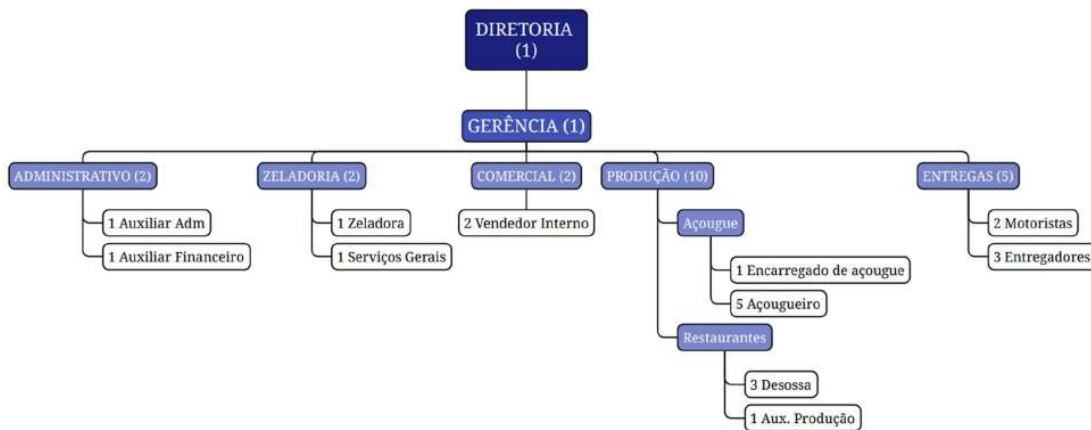 DIRETORIA
(1)
GERÊNCIA (1)
ADMINISTRATIVO (2)
1 Auxiliar Adm
1 Auxiliar Financeiro
ZELADORIA (2)
1 Zeladora
1 Serviços Gerais
COMERCIAL (2)
2 Vendedor Interno
PRODUÇÃO (10)
Açougue
1 Encarregado de açougue
5 Açougueiro
Restaurantes
3 Desossa
1 Aux. Produção
ENTREGAS (5)
2 Motoristas
3 Entregadores